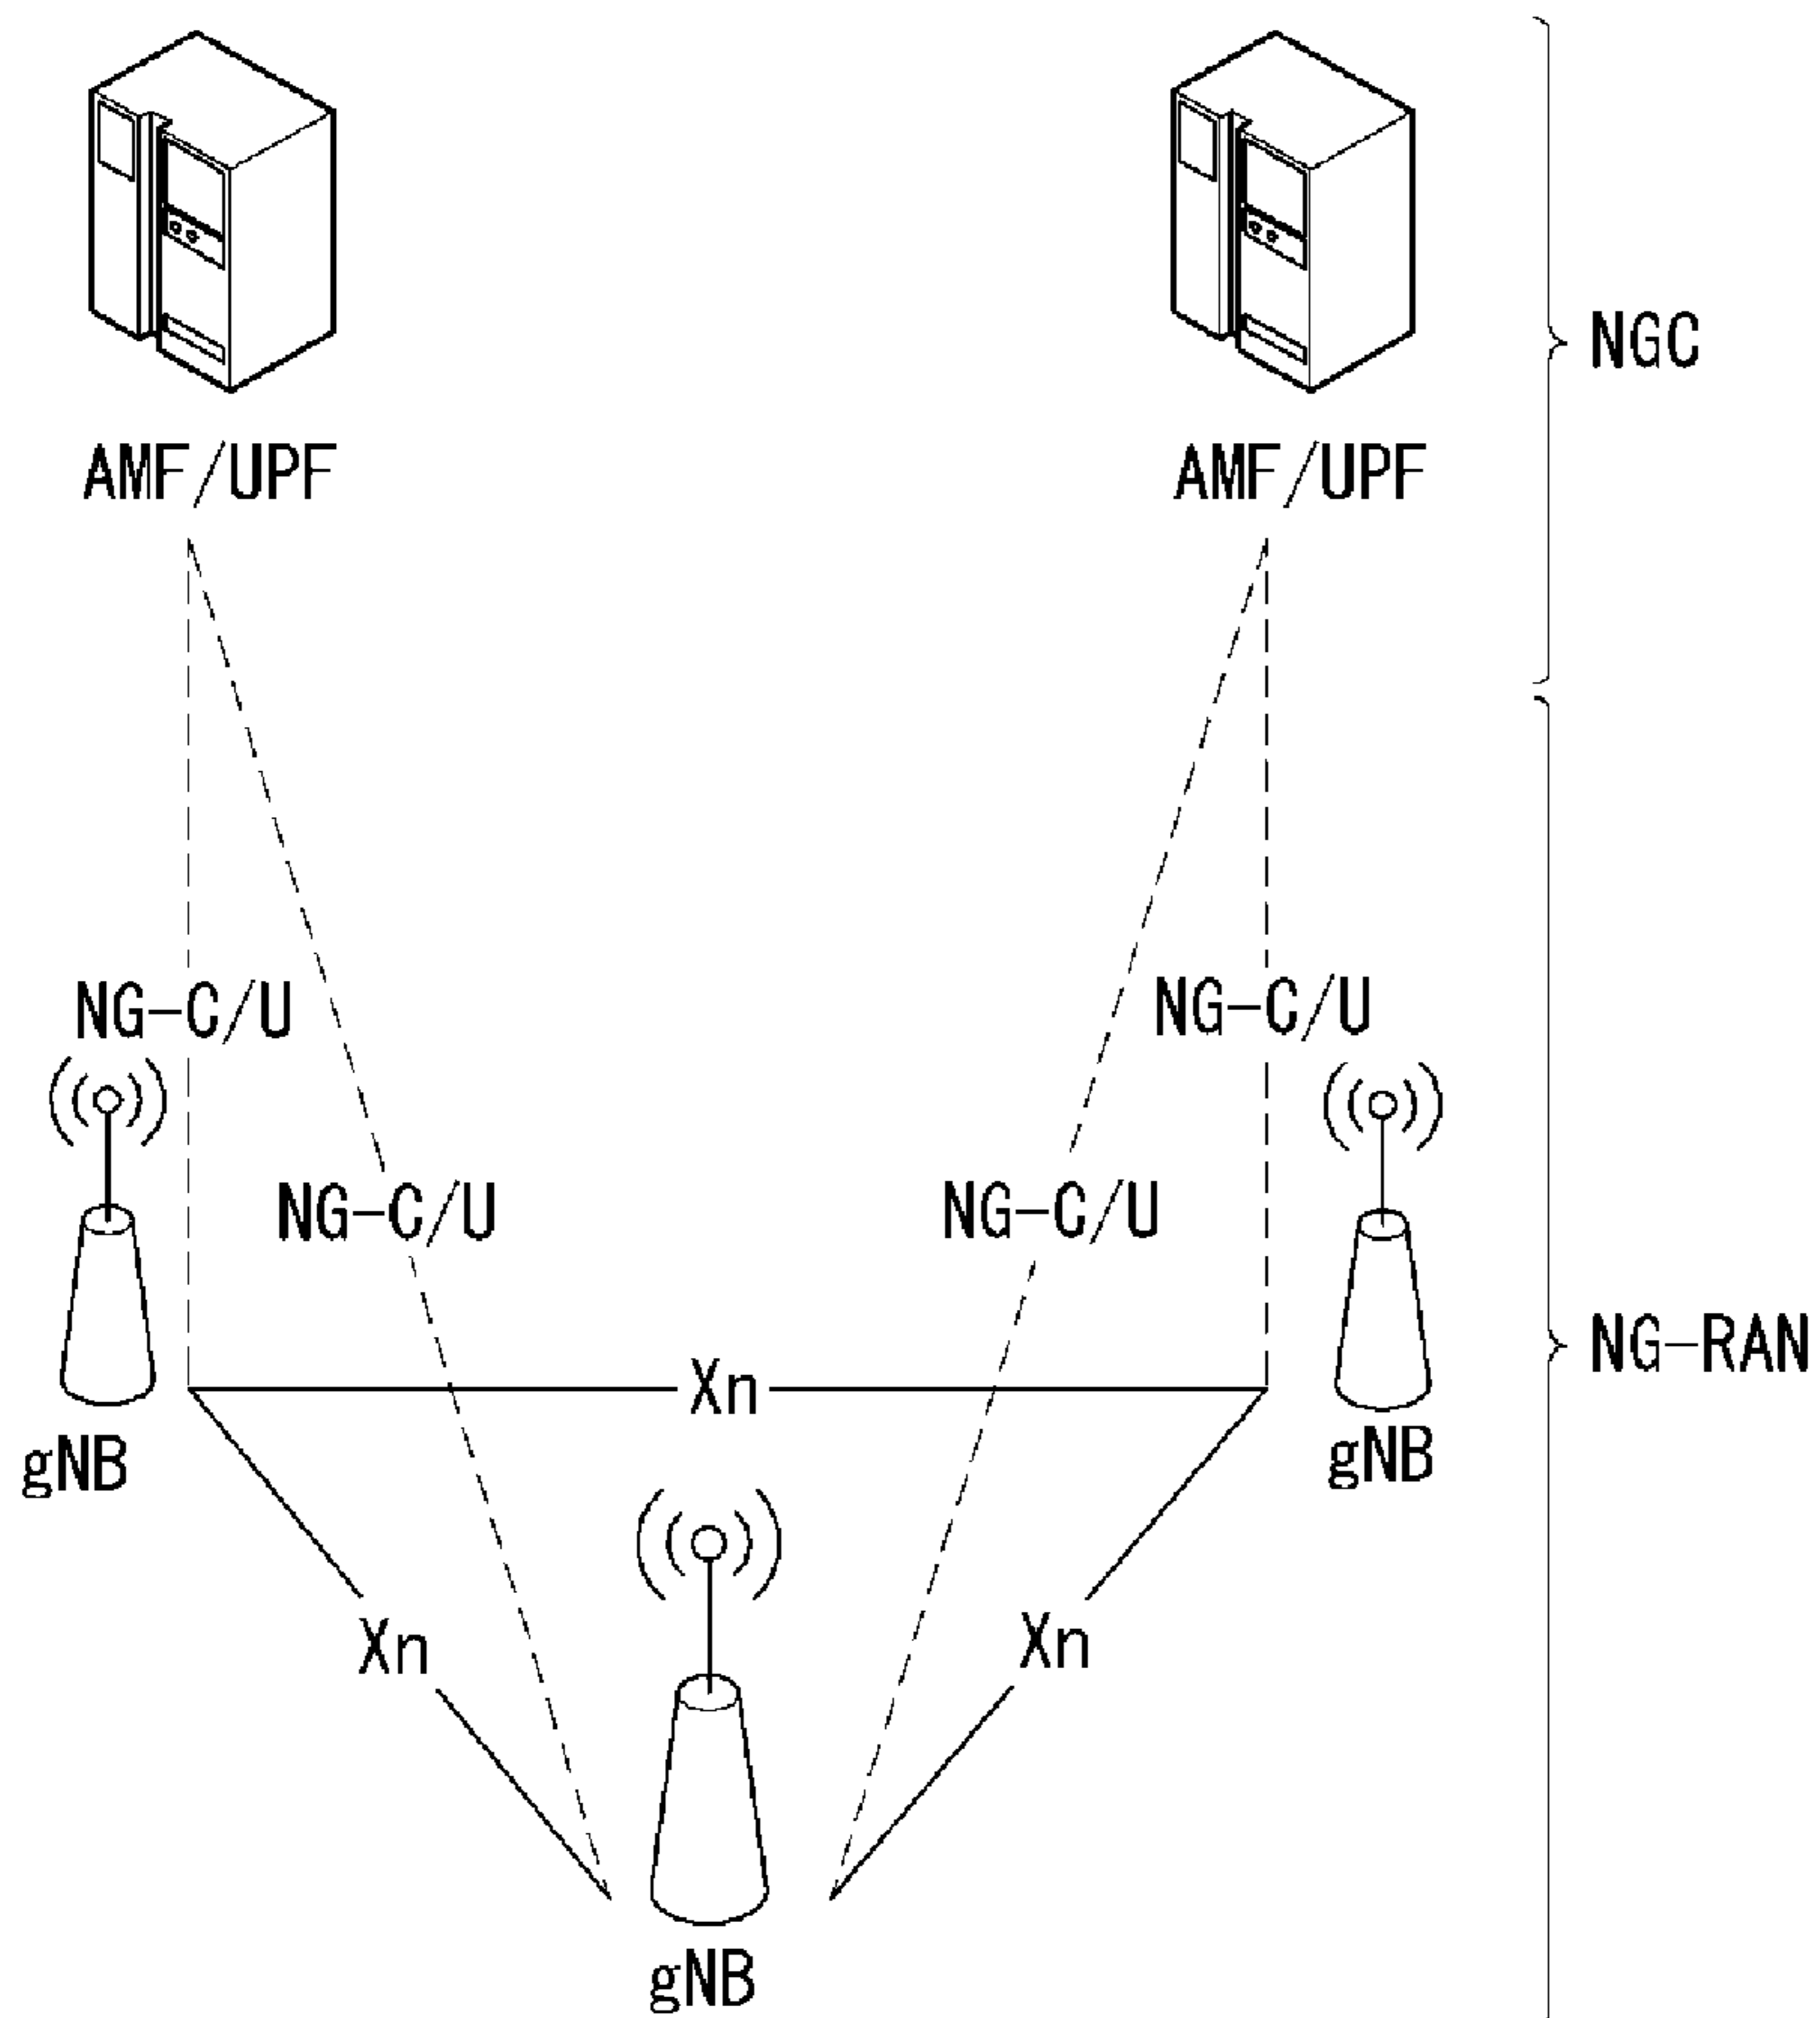 NGC
AMF/UPF
AMF/UPF
NG-C/U
NG-C/U
NG-C/U
NG-C/U
NG-RAN
Xn
gNB
gNB
Xn
Xn
gNB